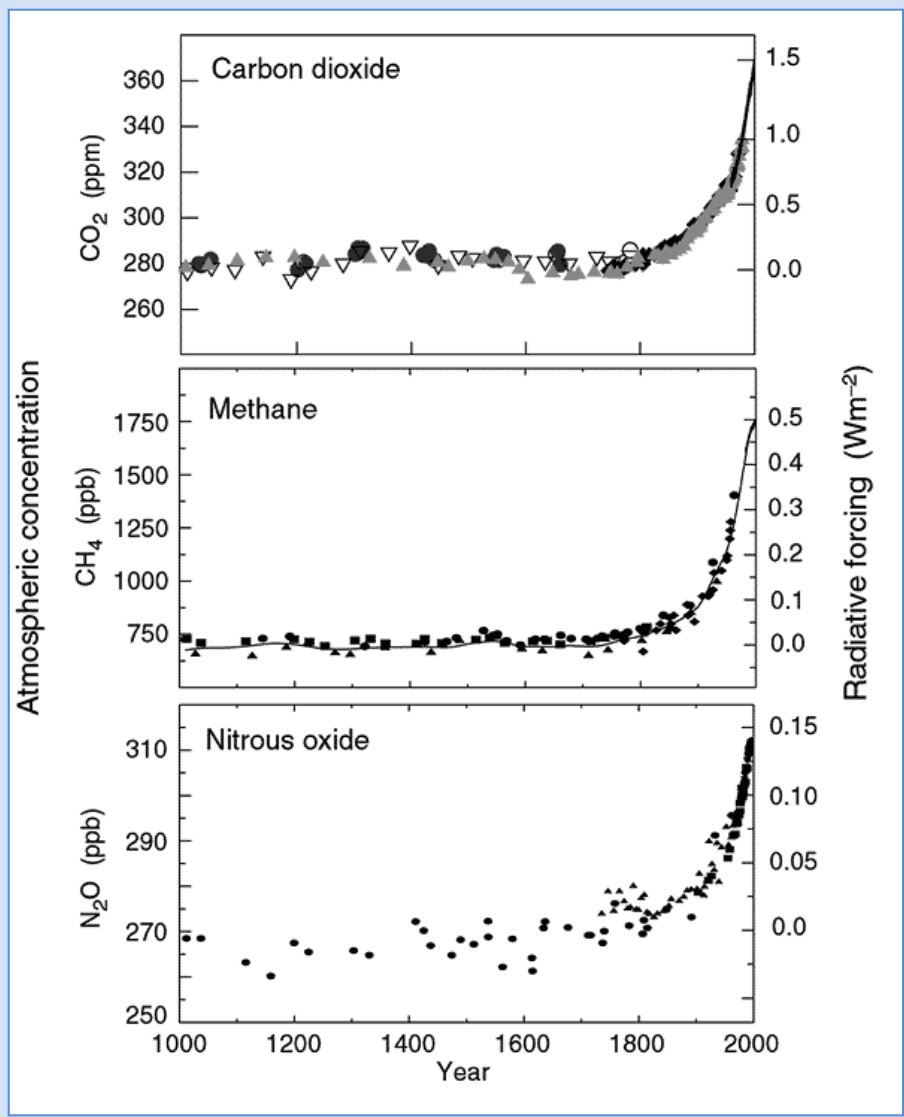 Carbon dioxide
360
340
320
300
280
260
CO₂ (ppm)
1.5
1.0
0.5
0.0
Methane
1750
1500
1250
1000
750
CH₄ (ppb)
0.5
0.4
0.3
0.2
0.1
0.0
Atmospheric concentration
Radiative forcing (Wm⁻²)
Nitrous oxide
310
290
270
250
N₂O (ppb)
0.15
0.10
0.05
0.0
1000 1200 1400 1600 1800 2000
Year